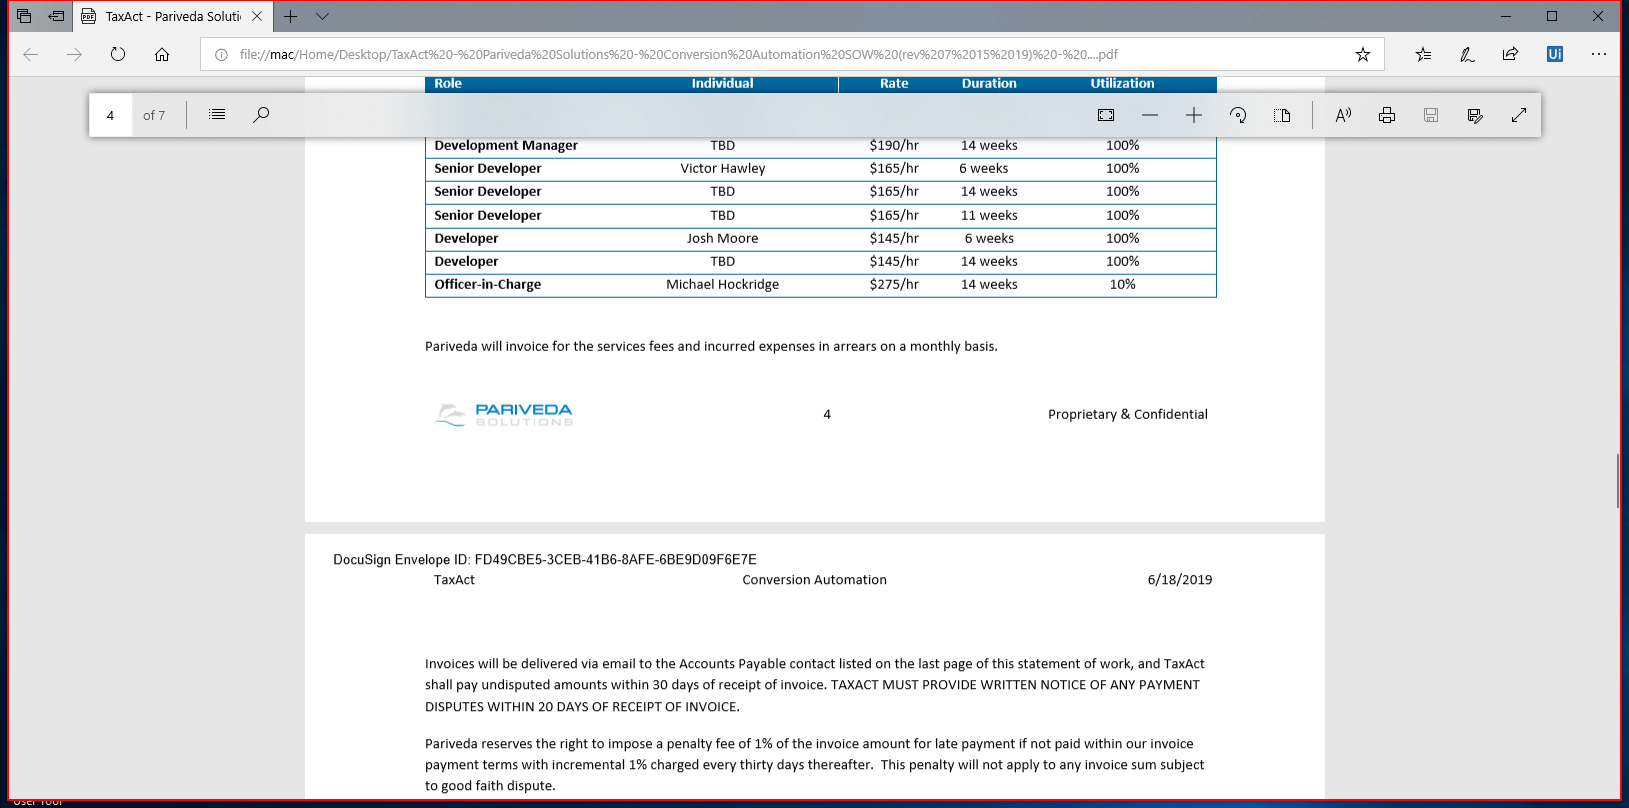 TaxAct - Pariveda Soluti
file://mac/Home/Desktop/TaxAct%20-%20Pariveda%20Solutions%20-%20Conversion%20Automation%20SOW%20(rev%207%2015%2019)%20-%20....pdf
Ui
Role Individual Rate Duration Utilization
4 of 7
Development Manager TBD $190/hr 14 weeks 100%
Senior Developer Victor Hawley $165/hr 6 weeks 100%
Senior Developer TBD $165/hr 14 weeks 100%
Senior Developer TBD $165/hr 11 weeks 100%
Developer Josh Moore $145/hr 6 weeks 100%
Developer TBD $145/hr 14 weeks 100%
Officer-in-Charge Michael Hockridge $275/hr 14 weeks 10%
Pariveda will invoice for the services fees and incurred expenses in arrears on a monthly basis.
PARIVEDA
SOLUTIONS
4
Proprietary & Confidential
DocuSign Envelope ID: FD49CBE5-3CEB-41B6-8AFE-6BE9D09F6E7E
TaxAct Conversion Automation 6/18/2019
Invoices will be delivered via email to the Accounts Payable contact listed on the last page of this statement of work, and TaxAct
shall pay undisputed amounts within 30 days of receipt of invoice. TAXACT MUST PROVIDE WRITTEN NOTICE OF ANY PAYMENT
DISPUTES WITHIN 20 DAYS OF RECEIPT OF INVOICE.
Pariveda reserves the right to impose a penalty fee of 1% of the invoice amount for late payment if not paid within our invoice
payment terms with incremental 1% charged every thirty days thereafter.  This penalty will not apply to any invoice sum subject
to good faith dispute.
User Tool